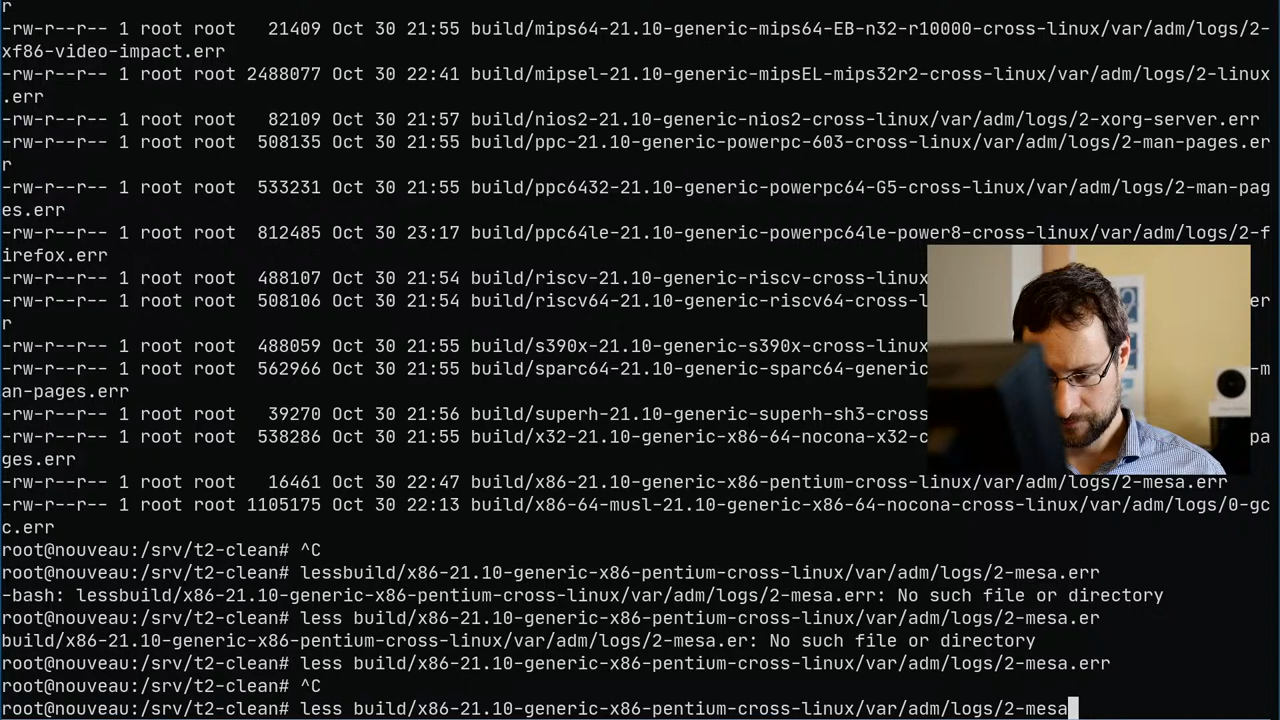 r
-rw-r--r-- 1 root root   21409 Oct 30 21:55 build/mips64-21.10-generic-mips64-EB-n32-r10000-cross-linux/var/adm/logs/2-
xf86-video-impact.err
-rw-r--r-- 1 root root 2488077 Oct 30 22:41 build/mipsel-21.10-generic-mipsEL-mips32r2-cross-linux/var/adm/logs/2-linux
.err
-rw-r--r-- 1 root root   82109 Oct 30 21:57 build/nios2-21.10-generic-nios2-cross-linux/var/adm/logs/2-xorg-server.err
-rw-r--r-- 1 root root  508135 Oct 30 21:55 build/ppc-21.10-generic-powerpc-603-cross-linux/var/adm/logs/2-man-pages.er
r
-rw-r--r-- 1 root root  533231 Oct 30 21:55 build/ppc6432-21.10-generic-powerpc64-G5-cross-linux/var/adm/logs/2-man-pag
es.err
-rw-r--r-- 1 root root  812485 Oct 30 23:17 build/ppc64le-21.10-generic-powerpc64le-power8-cross-linux/var/adm/logs/2-f
irefox.err
-rw-r--r-- 1 root root  488107 Oct 30 21:54 build/riscv-21.10-generic-riscv-cross-linux
-rw-r--r-- 1 root root  508106 Oct 30 21:54 build/riscv64-21.10-generic-riscv64-cross-l er
r
-rw-r--r-- 1 root root  488059 Oct 30 21:55 build/s390x-21.10-generic-s390x-cross-linux
-rw-r--r-- 1 root root  562966 Oct 30 21:55 build/sparc64-21.10-generic-sparc64-generic -m
an-pages.err
-rw-r--r-- 1 root root   39270 Oct 30 21:56 build/superh-21.10-generic-superh-sh3-cross
-rw-r--r-- 1 root root  538286 Oct 30 21:55 build/x32-21.10-generic-x86-64-nocona-x32-c pa
ges.err
-rw-r--r-- 1 root root   16461 Oct 30 22:47 build/x86-21.10-generic-x86-pentium-cross-linux/var/adm/logs/2-mesa.err
-rw-r--r-- 1 root root 1105175 Oct 30 22:13 build/x86-64-musl-21.10-generic-x86-64-nocona-cross-linux/var/adm/logs/0-gc
c.err
root@nouveau:/srv/t2-clean# ^C
root@nouveau:/srv/t2-clean# lessbuild/x86-21.10-generic-x86-pentium-cross-linux/var/adm/logs/2-mesa.err
-bash: lessbuild/x86-21.10-generic-x86-pentium-cross-linux/var/adm/logs/2-mesa.err: No such file or directory
root@nouveau:/srv/t2-clean# less build/x86-21.10-generic-x86-pentium-cross-linux/var/adm/logs/2-mesa.er
build/x86-21.10-generic-x86-pentium-cross-linux/var/adm/logs/2-mesa.er: No such file or directory
root@nouveau:/srv/t2-clean# less build/x86-21.10-generic-x86-pentium-cross-linux/var/adm/logs/2-mesa.err
root@nouveau:/srv/t2-clean# ^C
root@nouveau:/srv/t2-clean# less build/x86-21.10-generic-x86-pentium-cross-linux/var/adm/logs/2-mesa